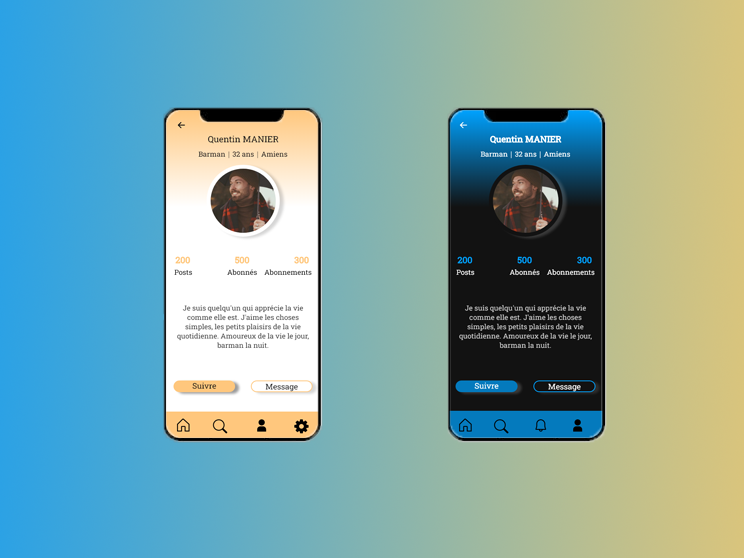 Quentin MANIER
Barman | 32 ans | Amiens
200 500 300
Posts Abonnés Abonnements
Je suis quelqu'un qui apprécie la vie
comme elle est. J'aime les choses
simples, les petits plaisirs de la vie
quotidienne. Amoureux de la vie le jour,
barman la nuit.
Suivre Message
Quentin MANIER
Barman | 32 ans | Amiens
200 500 300
Posts Abonnés Abonnements
Je suis quelqu'un qui apprécie la vie
comme elle est. J'aime les choses
simples, les petits plaisirs de la vie
quotidienne. Amoureux de la vie le jour,
barman la nuit.
Suivre Message